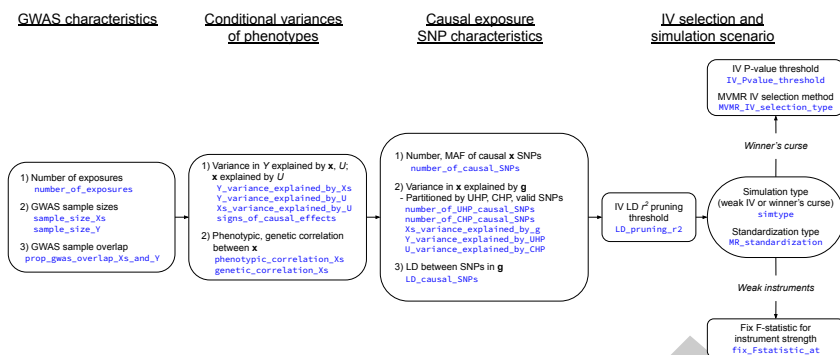 GWAS characteristics
Conditional variances
of phenotypes
Causal exposure
SNP characteristics
IV selection and
simulation scenario
1) Number of exposures
number_of_exposures
2) GWAS sample sizes
sample_size_Xs
sample_size_Y
3) GWAS sample overlap
prop_gwas_overlap_Xs_and_Y
1) Variance in Y explained by x, U;
x explained by U
Y_variance_explained_by_Xs
Y_variance_explained_by_U
Xs_variance_explained_by_U
signs_of_causal_effects
2) Phenotypic, genetic correlation
between x
phenotypic_correlation_Xs
genetic_correlation_Xs
1) Number, MAF of causal x SNPs
number_of_causal_SNPs
2) Variance in x explained by g
- Partitioned by UHP, CHP, valid SNPs
number_of_UHP_causal_SNPs
number_of_CHP_causal_SNPs
Xs_variance_explained_by_g
Y_variance_explained_by_UHP
U_variance_explained_by_CHP
3) LD between SNPs in g
LD_causal_SNPs
IV LD r² pruning
threshold
LD_pruning_r2
IV P-value threshold
IV_Pvalue_threshold
MVMR IV selection method
MVMR_IV_selection_type
Winner's curse
Simulation type
(weak IV or winner's curse)
simtype
Standardization type
MR_standardization
Weak instruments
Fix F-statistic for
instrument strength
fix_Fstatistic_at